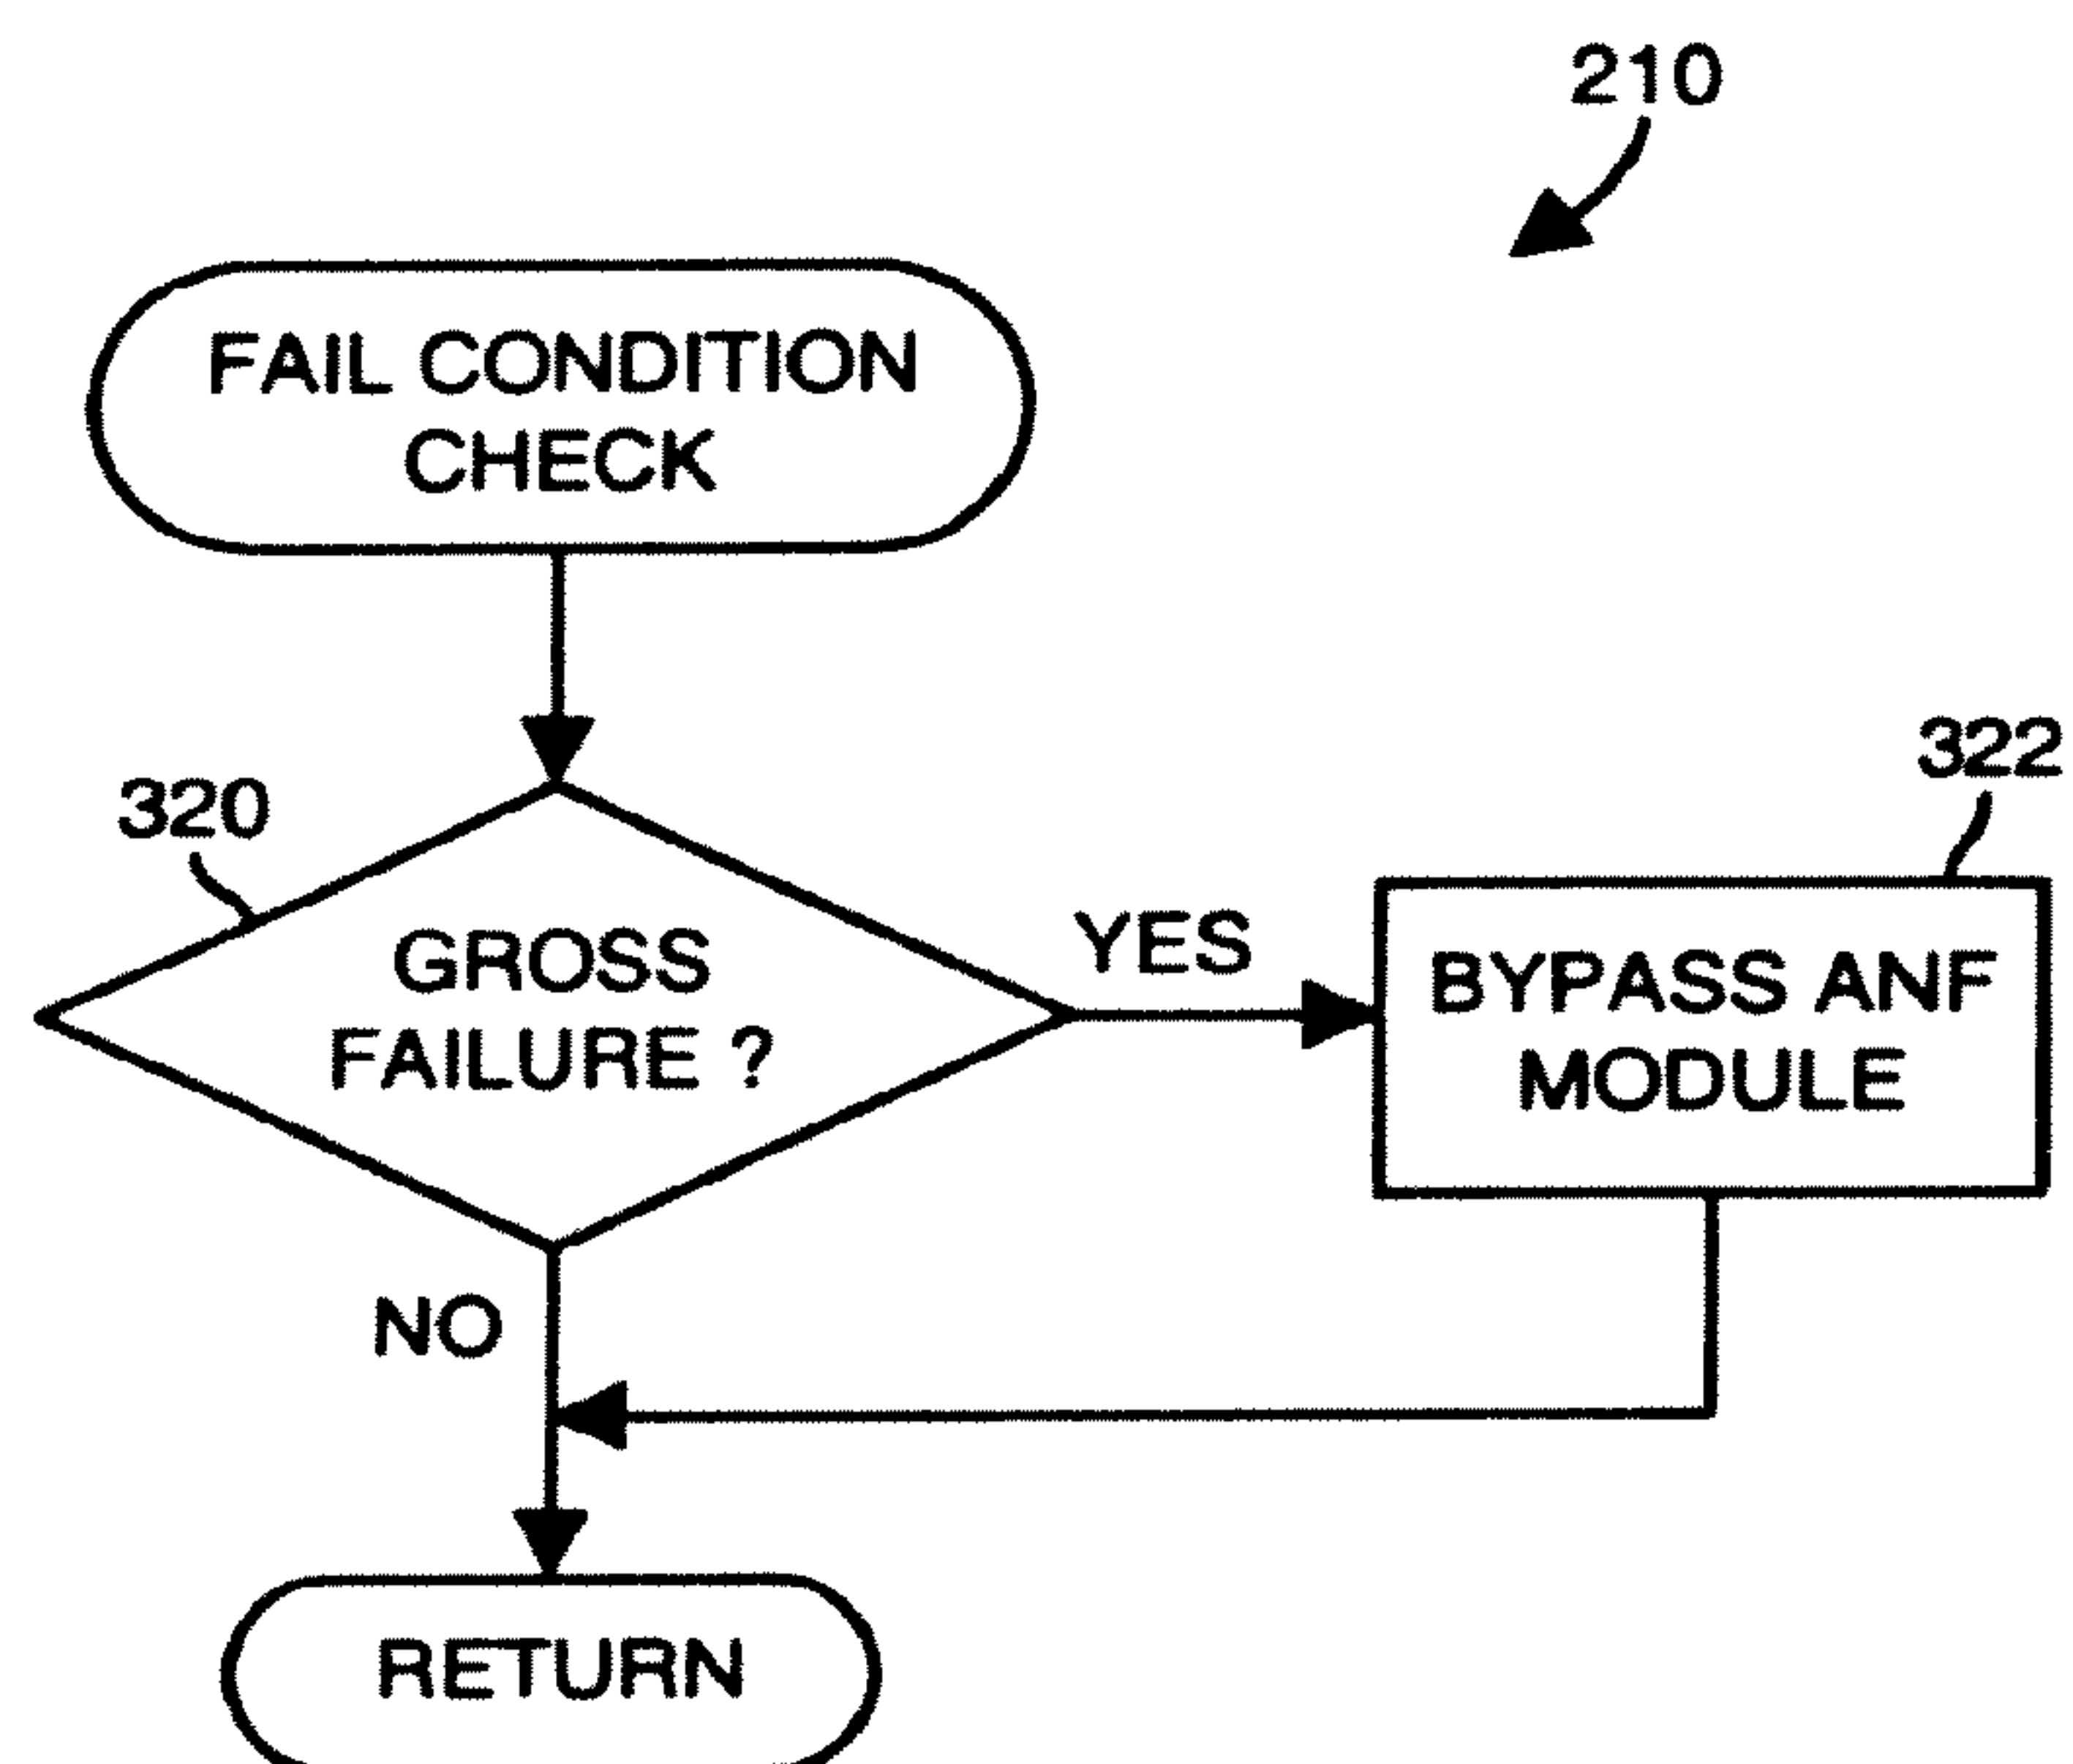 210
FAIL CONDITION
CHECK
320
322
GROSS
FAILURE ?
YES
BYPASS ANF
MODULE
NO
RETURN